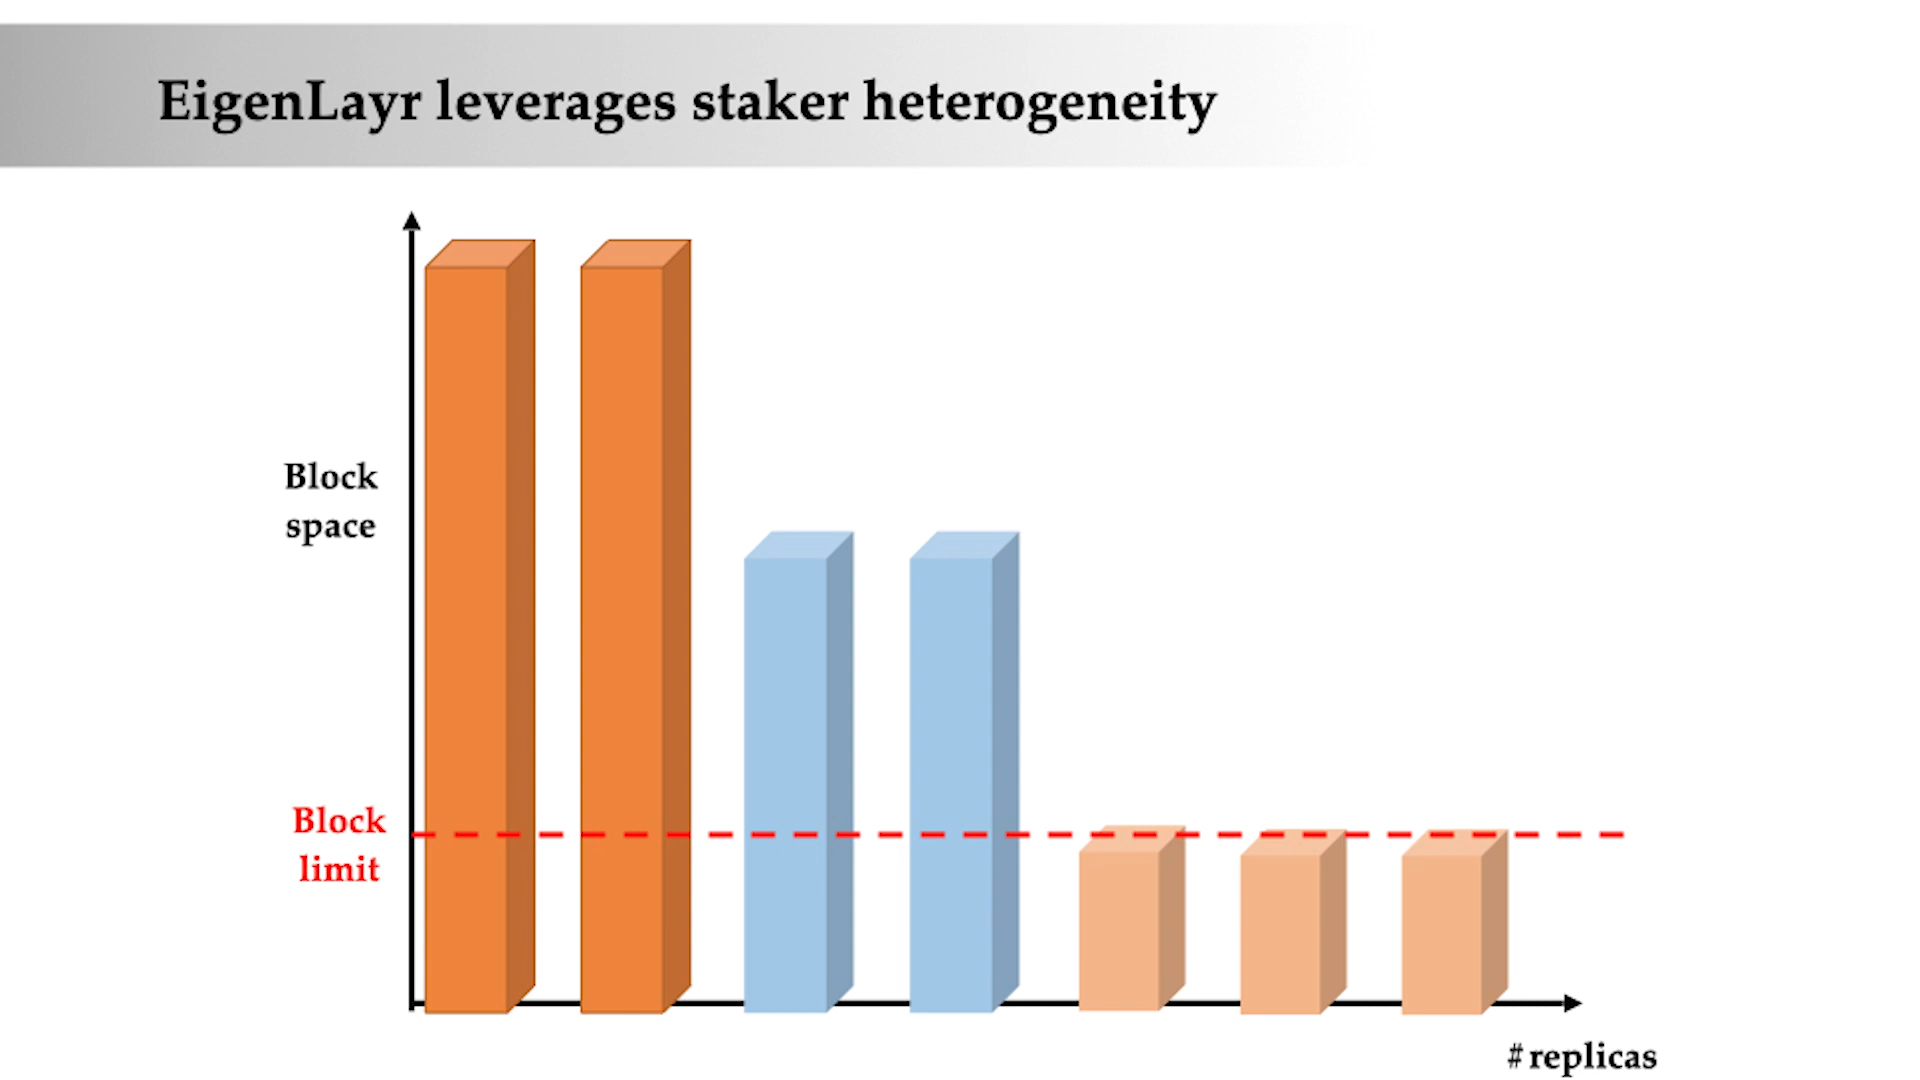 EigenLayr leverages staker heterogeneity
Block
space
Block
limit
#replicas